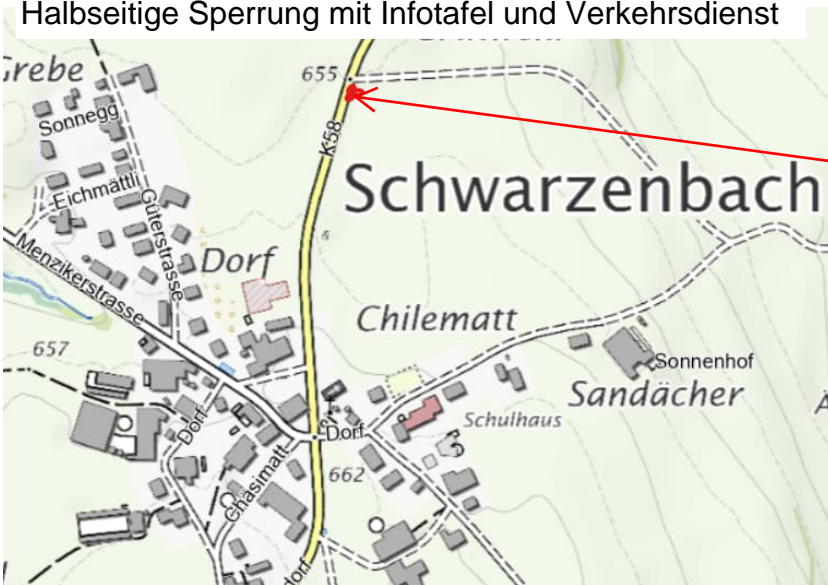 Halbseitige Sperrung mit Infotafel und Verkehrsdienst
Grebe
655
Sonnegg
K58
Eichmättli
Güterstrasse
Schwarzenbach
Menzikerstrasse
Dorf
Chilematt
657
Sonnenhof
Sandächer
Dorf
Dorf
Schulhaus
Chäsimatt
662